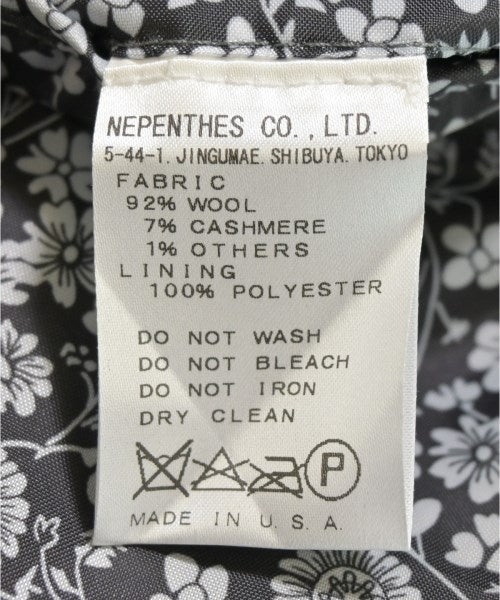 NEPENTHES CO.,LTD.
5-44-1. JINGUMAE. SHIBUYA. TOKYO
FABRIC
92% WOOL
7% CASHMERE
1% OTHERS
LINING
100% POLYESTER
DO NOT WASH
DO NOT BLEACH
DO NOT IRON
DRY CLEAN
P
MADE IN U.S.A.